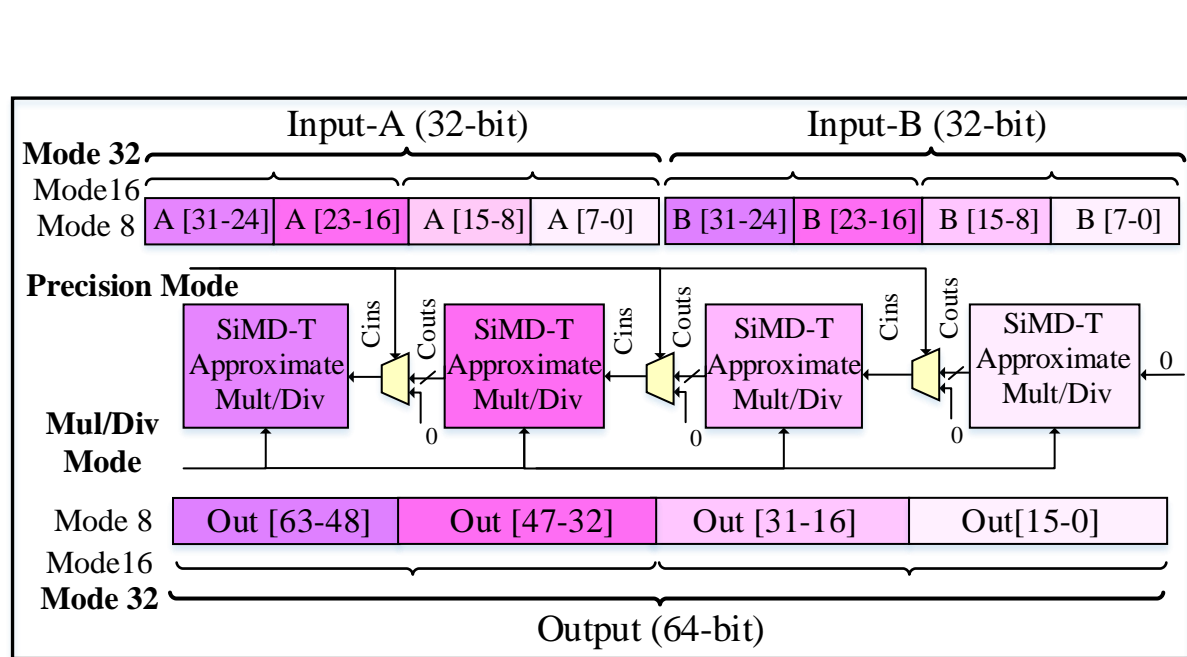 Input-A (32-bit) Input-B (32-bit)
Mode 32
Mode16
Mode 8 A [31-24] A [23-16] A [15-8] A [7-0] B [31-24] B [23-16] B [15-8] B [7-0]
Precision Mode
Cins Couts Cins Couts Cins Couts
SiMD-T SiMD-T SiMD-T SiMD-T
Approximate Approximate Approximate Approximate 0
Mult/Div Mult/Div Mult/Div Mult/Div
0 0 0
Mul/Div
Mode
Mode 8 Out [63-48] Out [47-32] Out [31-16] Out[15-0]
Mode16
Mode 32
Output (64-bit)